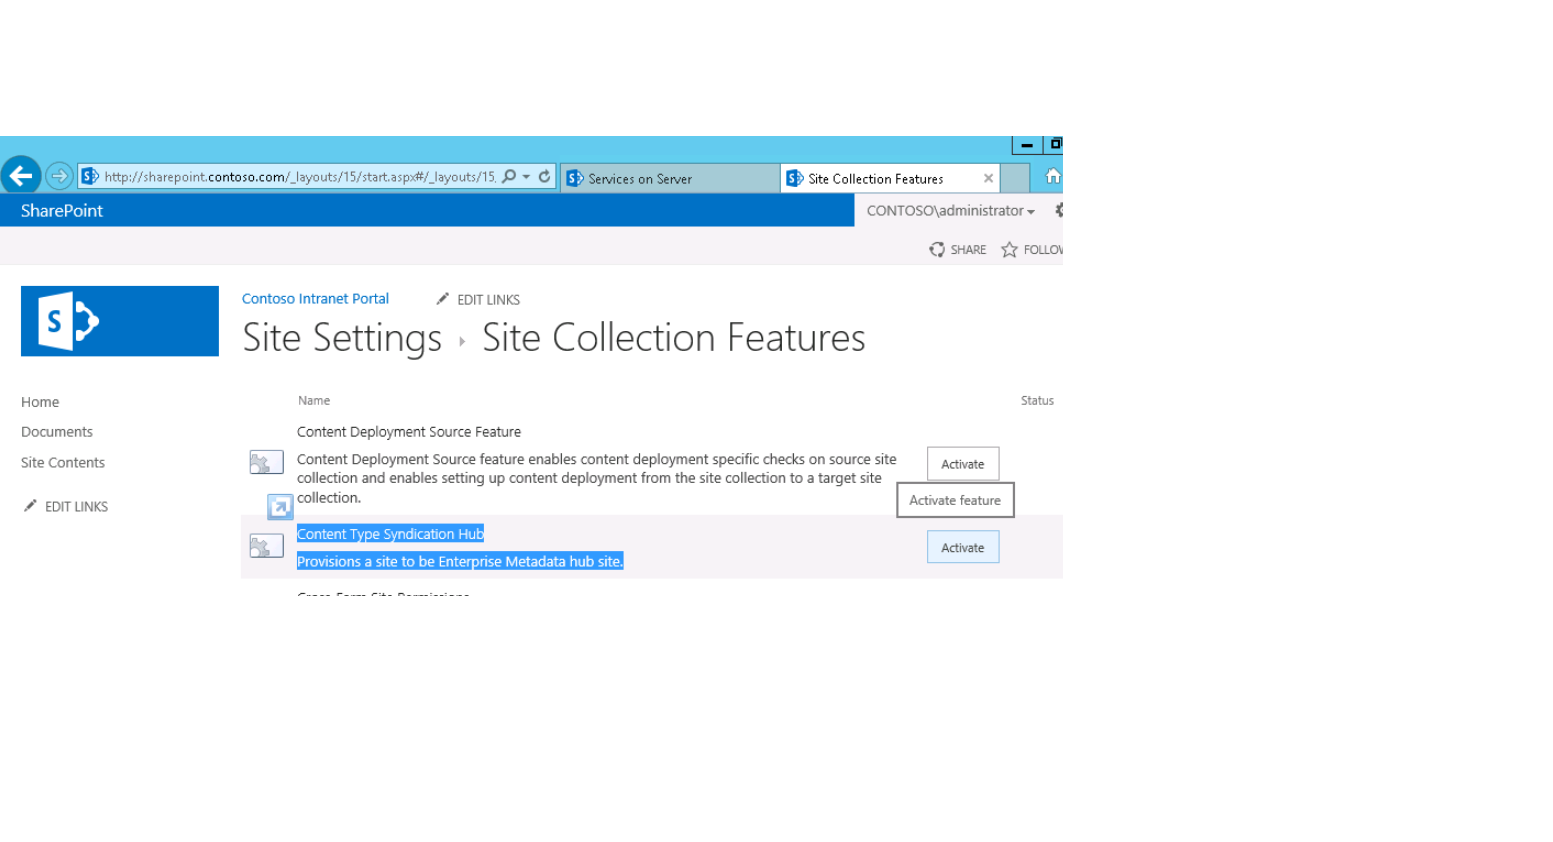 http://sharepoint.contoso.com/_layouts/15/start.aspx#/_layouts/15,
Services on Server
Site Collection Features
SharePoint
CONTOSO\administrator
SHARE
FOLLOW
S
Contoso Intranet Portal
EDIT LINKS
Site Settings
Site Collection Features
Home
Documents
Site Contents
EDIT LINKS
Name
Status
Content Deployment Source Feature
Content Deployment Source feature enables content deployment specific checks on source site
collection and enables setting up content deployment from the site collection to a target site
collection.
Activate
Activate feature
Content Type Syndication Hub
Provisions a site to be Enterprise Metadata hub site.
Activate
Cross-Farm Site Permissions